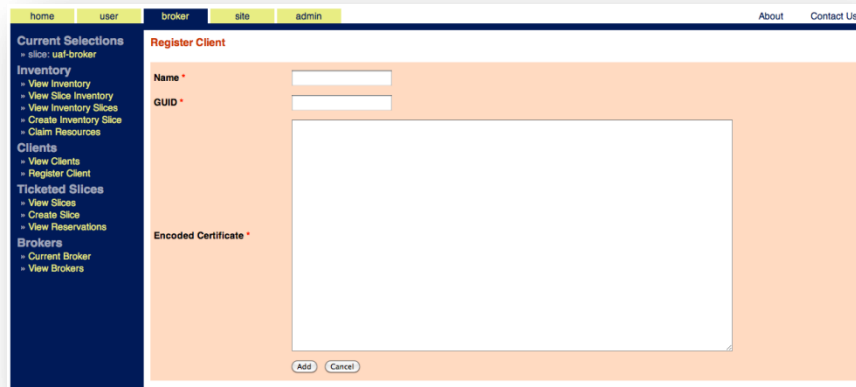 home user broker site admin About Contact Us
Current Selections
» slice: uaf-broker
Inventory
» View Inventory
» View Slice Inventory
» View Inventory Slices
» Create Inventory Slice
» Claim Resources
Clients
» View Clients
» Register Client
Ticketed Slices
» View Slices
» Create Slice
» View Reservations
Brokers
» Current Broker
» View Brokers
Register Client
Name *
GUID *
Encoded Certificate *
Add Cancel